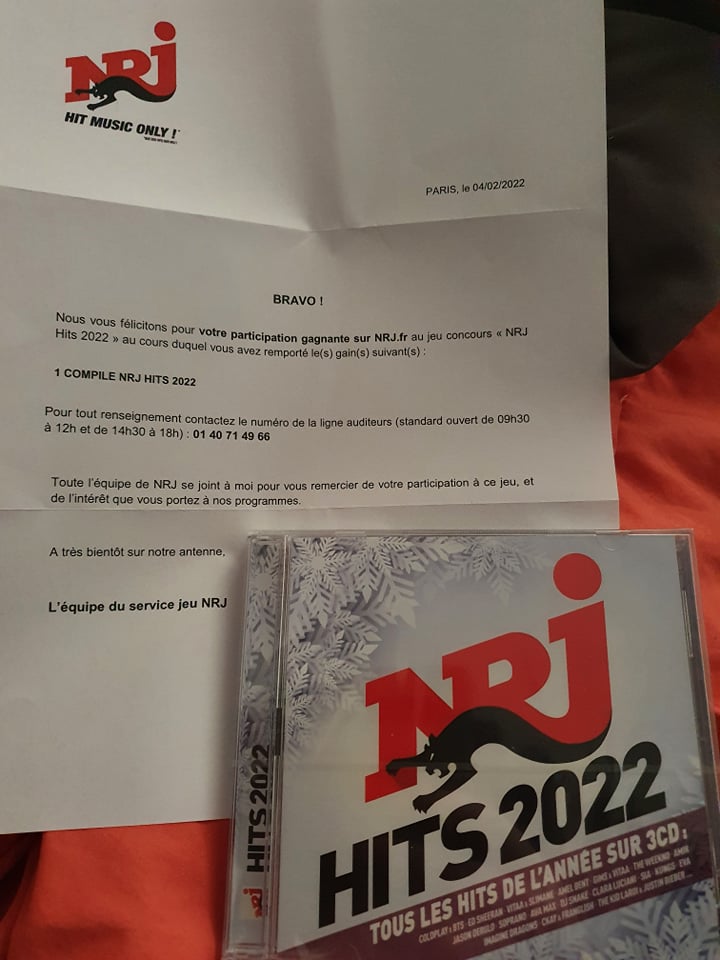 NRJ
HIT MUSIC ONLY !
PARIS, le 04/02/2022
BRAVO !
Nous vous félicitons pour votre participation gagnante sur NRJ.fr au jeu concours « NRJ
Hits 2022 » au cours duquel vous avez remporté le(s) gain(s) suivant(s) :
1 COMPILE NRJ HITS 2022
Pour tout renseignement contactez le numéro de la ligne auditeurs (standard ouvert de 09h30
à 12h et de 14h30 à 18h) : 01 40 71 49 66
Toute l'équipe de NRJ se joint à moi pour vous remercier de votre participation à ce jeu, et
de l'intérêt que vous portez à nos programmes.
A très bientôt sur notre antenne,
L'équipe du service jeu NRJ
NRJ HITS 2022
NRJ
HITS 2022
TOUS LES HITS DE L'ANNÉE SUR 3CD :
COLDPLAY x BTS · ED SHEERAN · VITAA & SLIMANE · AMEL BENT · GIMS x VITAA · THE WEEKND · AMIR
JASON DERULO · SOPRANO · AVA MAX · DJ SNAKE · CLARA LUCIANI · SIA · KUNGS · EVA
IMAGINE DRAGONS · CKAY x FRANGLISH · THE KID LAROI & JUSTIN BIEBER ...